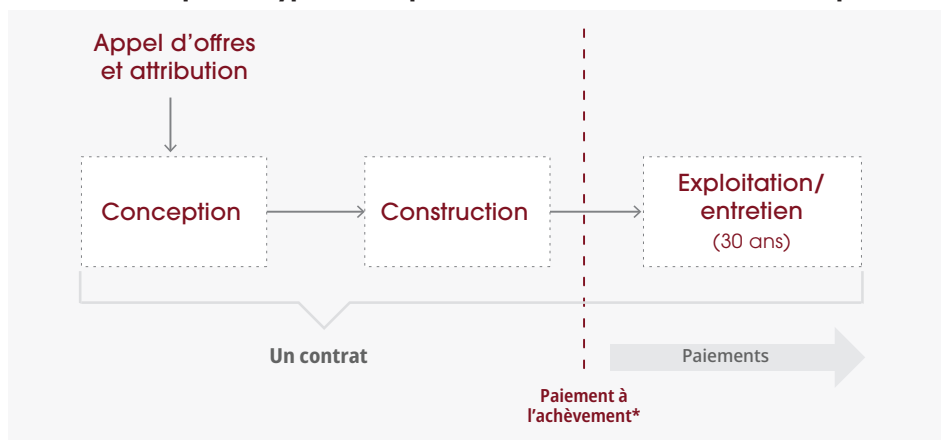 Appel d'offres
et attribution
Conception
Construction
Exploitation/
entretien
(30 ans)
Un contrat
Paiements
Paiement à
l'achèvement*